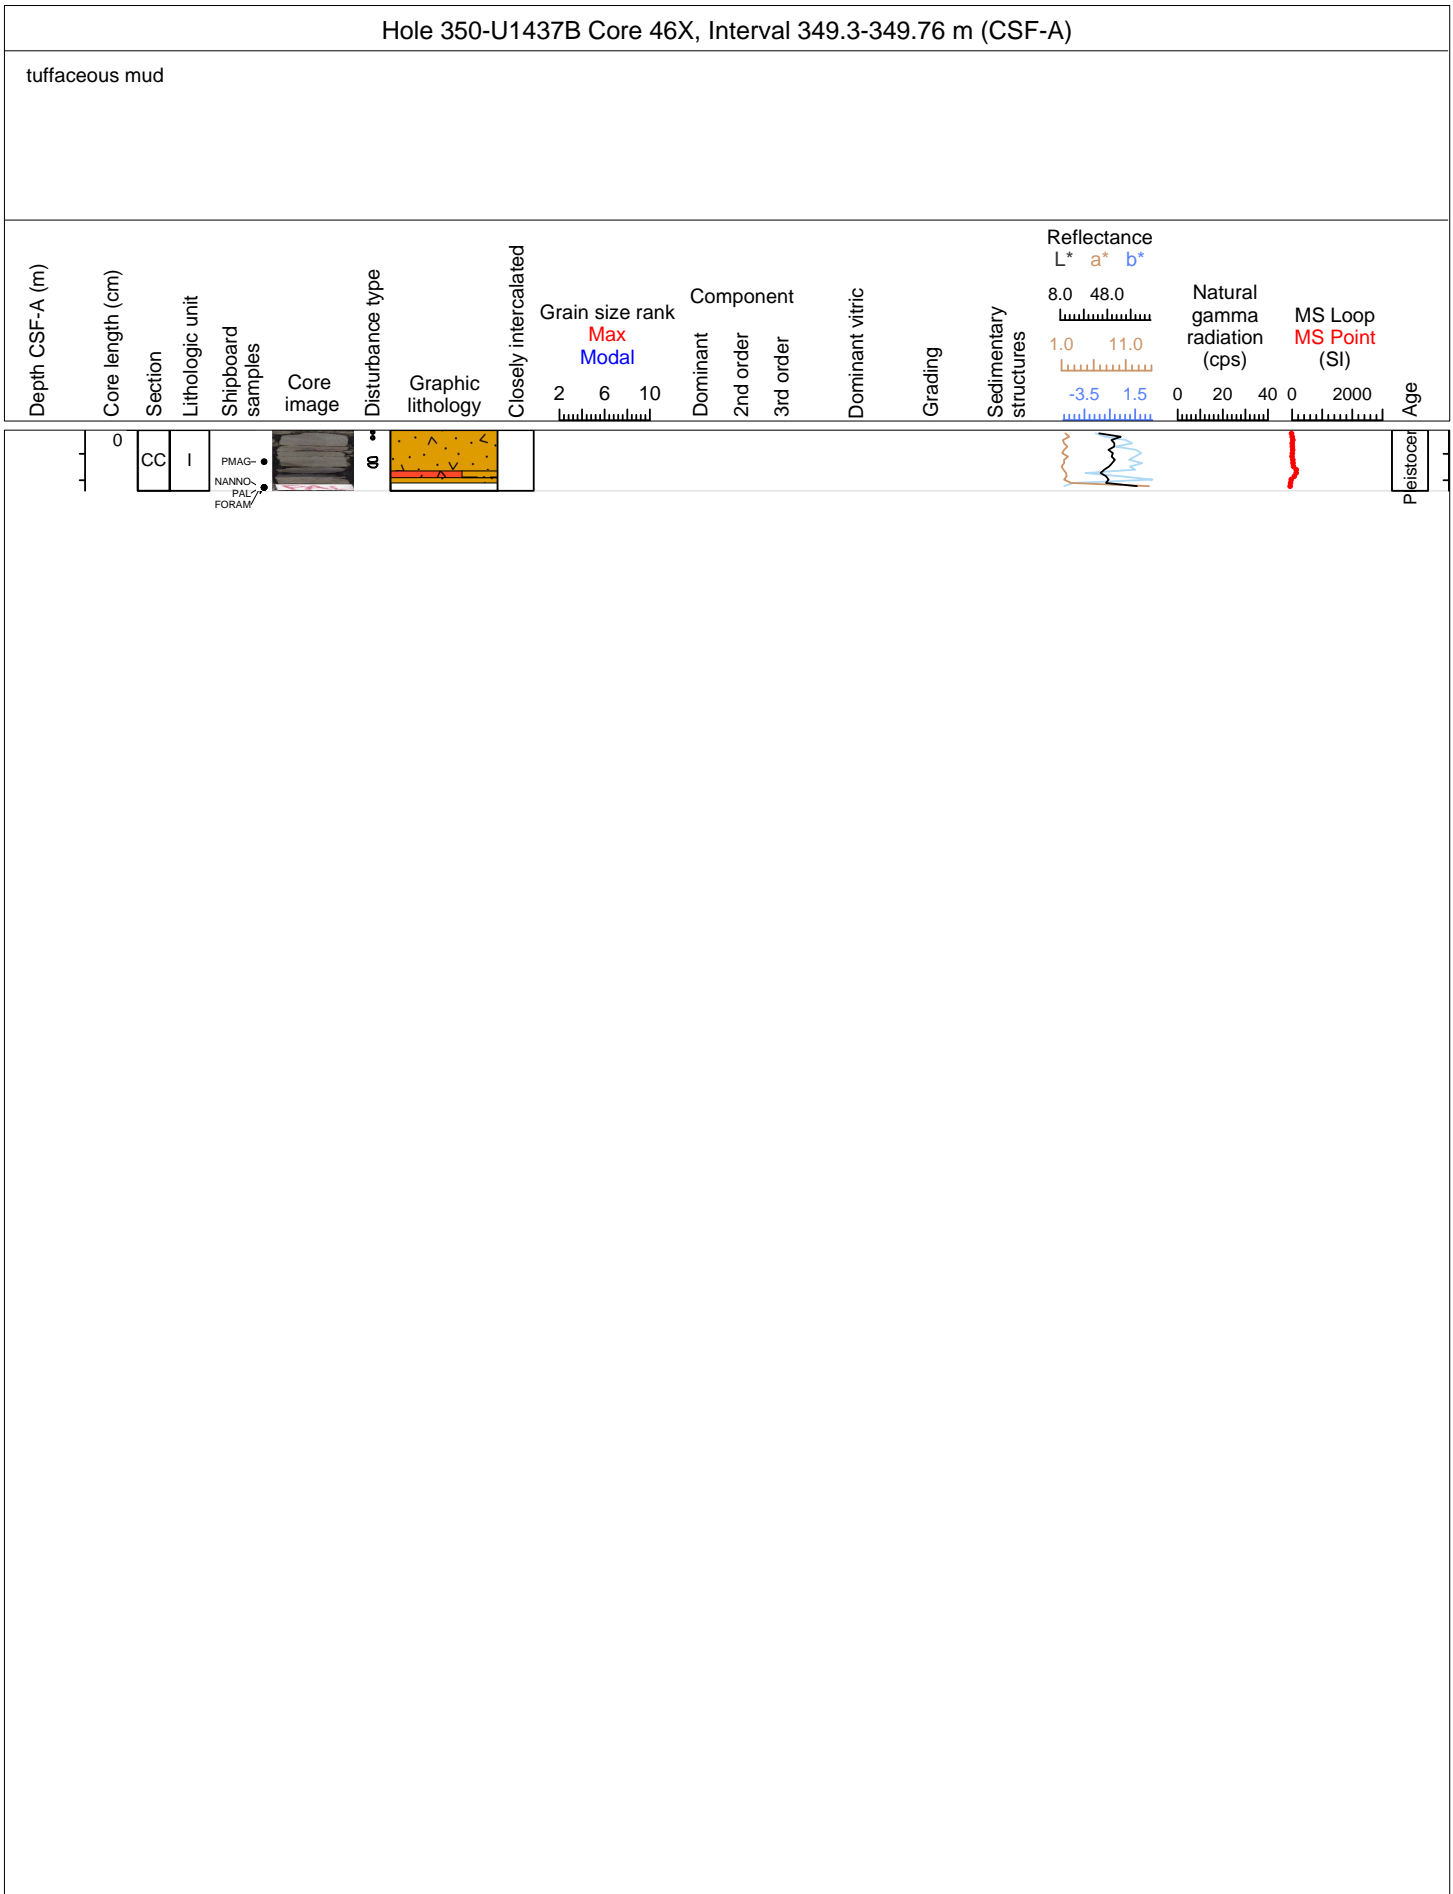 Hole 350-U1437B Core 46X, Interval 349.3-349.76 m (CSF-A)
tuffaceous mud
Depth CSF-A (m)
Core length (cm)
Section
Lithologic unit
Shipboard
samples
Core
image
Disturbance type
Graphic
lithology
Closely intercalated
Grain size rank
Max
Modal
2 6 10
Component
Dominant
2nd order
3rd order
Dominant vitric
Grading
Sedimentary
structures
Reflectance
L* a* b*
8.0 48.0
1.0 11.0
-3.5 1.5
Natural
gamma
radiation
(cps)
0 20 40
MS Loop
MS Point
(SI)
0 2000
Age
0
CC
I
PMAG
NANNO
PAL
FORAM
Pleistocen